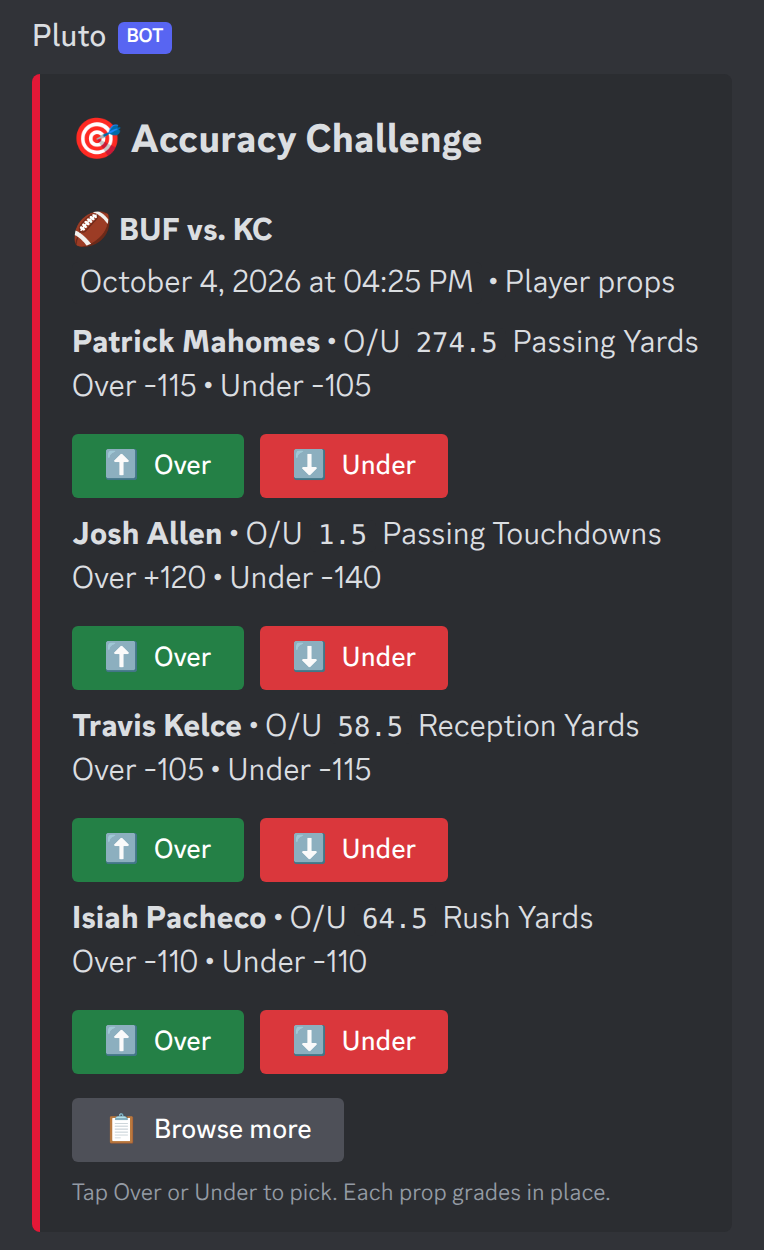 Pluto BOT
🎯 Accuracy Challenge
🏈 BUF vs. KC
October 4, 2026 at 04:25 PM • Player props
Patrick Mahomes • O/U 274.5 Passing Yards
Over -115 • Under -105
⬆️ Over ⬇️ Under
Josh Allen • O/U 1.5 Passing Touchdowns
Over +120 • Under -140
⬆️ Over ⬇️ Under
Travis Kelce • O/U 58.5 Reception Yards
Over -105 • Under -115
⬆️ Over ⬇️ Under
Isiah Pacheco • O/U 64.5 Rush Yards
Over -110 • Under -110
⬆️ Over ⬇️ Under
📋 Browse more
Tap Over or Under to pick. Each prop grades in place.